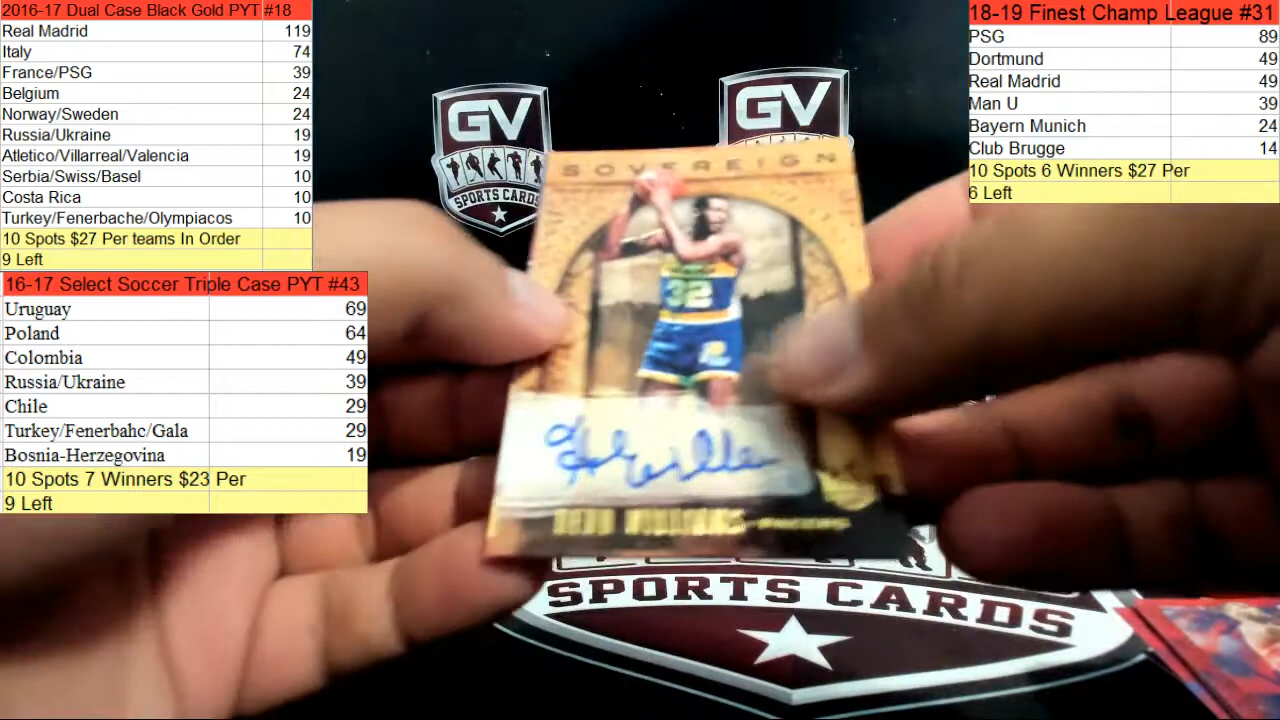 2016-17 Dual Case Black Gold PYT #18
Real Madrid 119
Italy 74
France/PSG 39
Belgium 24
Norway/Sweden 24
Russia/Ukraine 19
Atletico/Villarreal/Valencia 19
Serbia/Swiss/Basel 10
Costa Rica 10
Turkey/Fenerbache/Olympiacos 10
10 Spots $27 Per teams In Order
9 Left
16-17 Select Soccer Triple Case PYT #43
Uruguay 69
Poland 64
Colombia 49
Russia/Ukraine 39
Chile 29
Turkey/Fenerbahc/Gala 29
Bosnia-Herzegovina 19
10 Spots 7 Winners $23 Per
9 Left
18-19 Finest Champ League #31
PSG 89
Dortmund 49
Real Madrid 49
Man U 39
Bayern Munich 24
Club Brugge 14
10 Spots 6 Winners $27 Per
6 Left
GV
SPORTS CARDS
GV
SOVEREIGN
32
WILLIAMS
PACERS
SPORTS CARDS